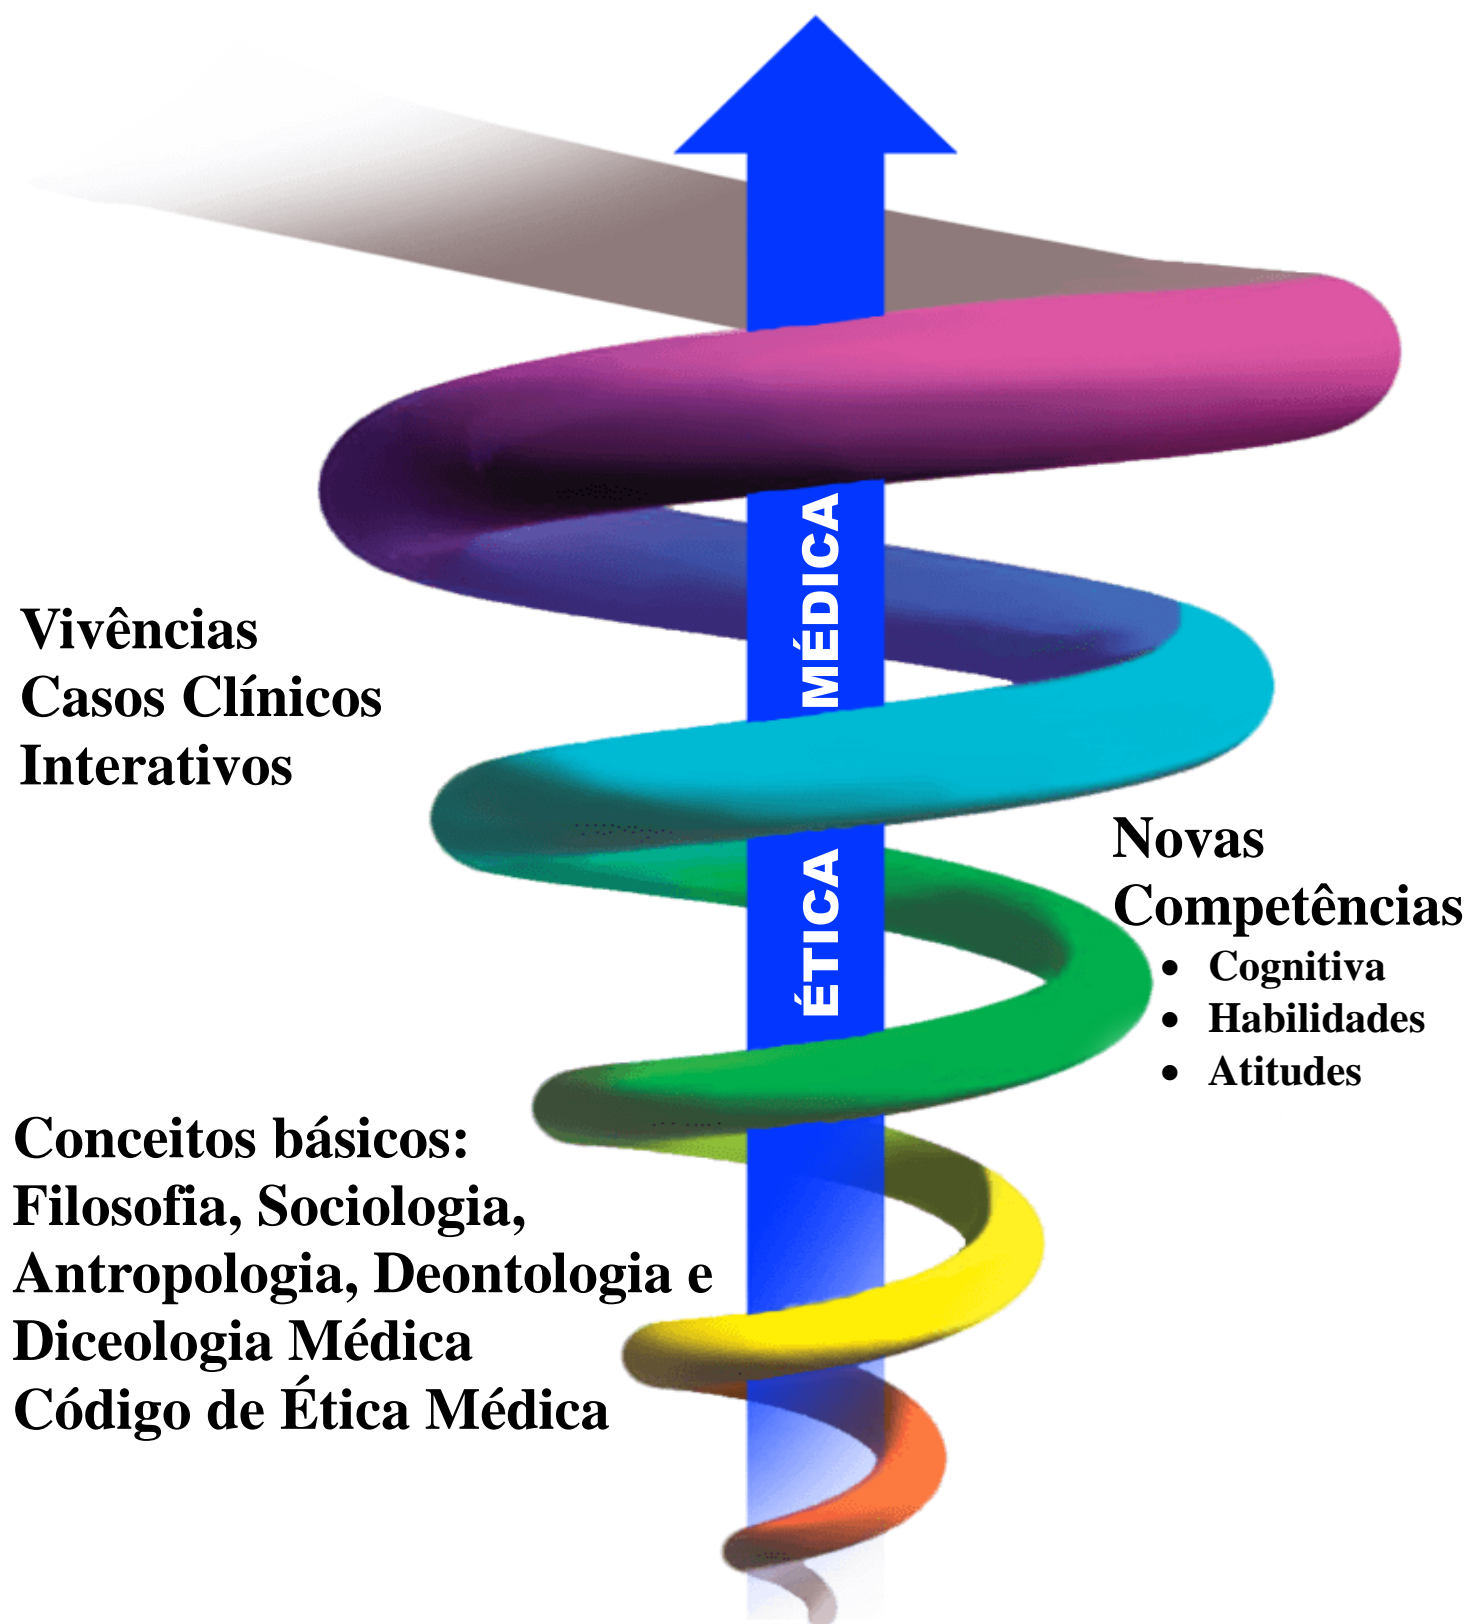 ÉTICA MÉDICA
Vivências
Casos Clínicos
Interativos
Novas
Competências
• Cognitiva
• Habilidades
• Atitudes
Conceitos básicos:
Filosofia, Sociologia,
Antropologia, Deontologia e
Diceologia Médica
Código de Ética Médica